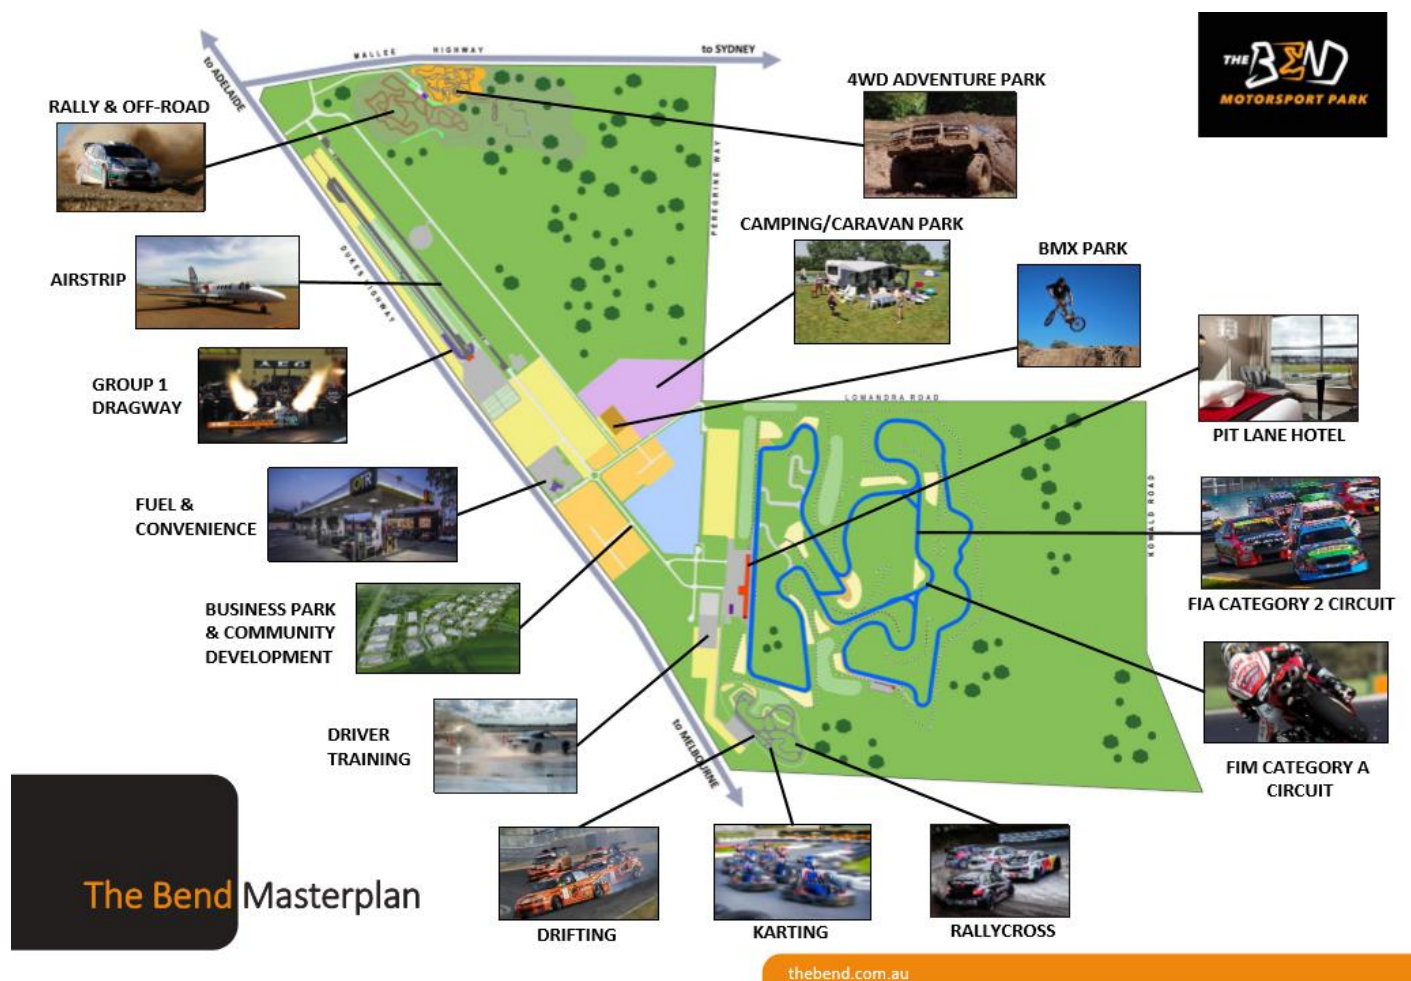 MALLEE HIGHWAY
to SYDNEY
to ADELAIDE
THE BEND
MOTORSPORT PARK
RALLY & OFF-ROAD
4WD ADVENTURE PARK
PEREGRINE WAY
CAMPING/CARAVAN PARK
BMX PARK
AIRSTRIP
DUKES HIGHWAY
GROUP 1
DRAGWAY
LOMANDRA ROAD
PIT LANE HOTEL
FUEL &
CONVENIENCE
OTR
KOWALD ROAD
FIA CATEGORY 2 CIRCUIT
BUSINESS PARK
& COMMUNITY
DEVELOPMENT
DRIVER
TRAINING
to MELBOURNE
FIM CATEGORY A
CIRCUIT
The Bend Masterplan
DRIFTING
KARTING
RALLYCROSS
thebend.com.au